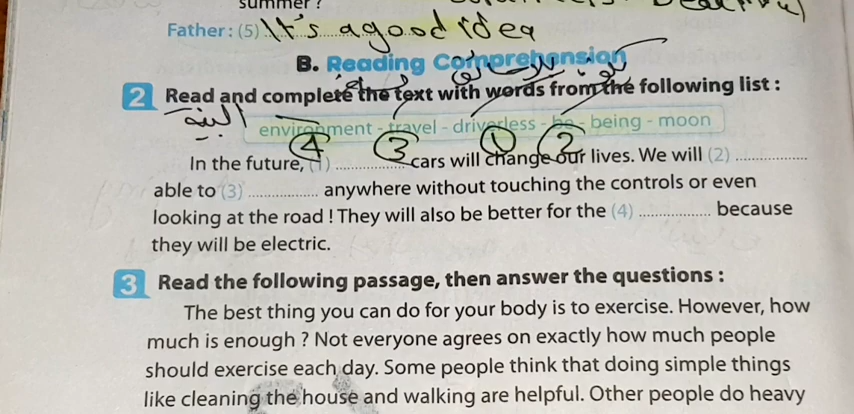 summer?
Father: (5) It's a good idea
B. Reading Comprehension
2 Read and complete the text with words from the following list :
البيئة
environment - travel - driverless - be - being - moon
4 3 1 2
In the future, (1) ................ cars will change our lives. We will (2) ................
able to (3) ................ anywhere without touching the controls or even
looking at the road ! They will also be better for the (4) ................ because
they will be electric.
3 Read the following passage, then answer the questions :
The best thing you can do for your body is to exercise. However, how
much is enough ? Not everyone agrees on exactly how much people
should exercise each day. Some people think that doing simple things
like cleaning the house and walking are helpful. Other people do heavy